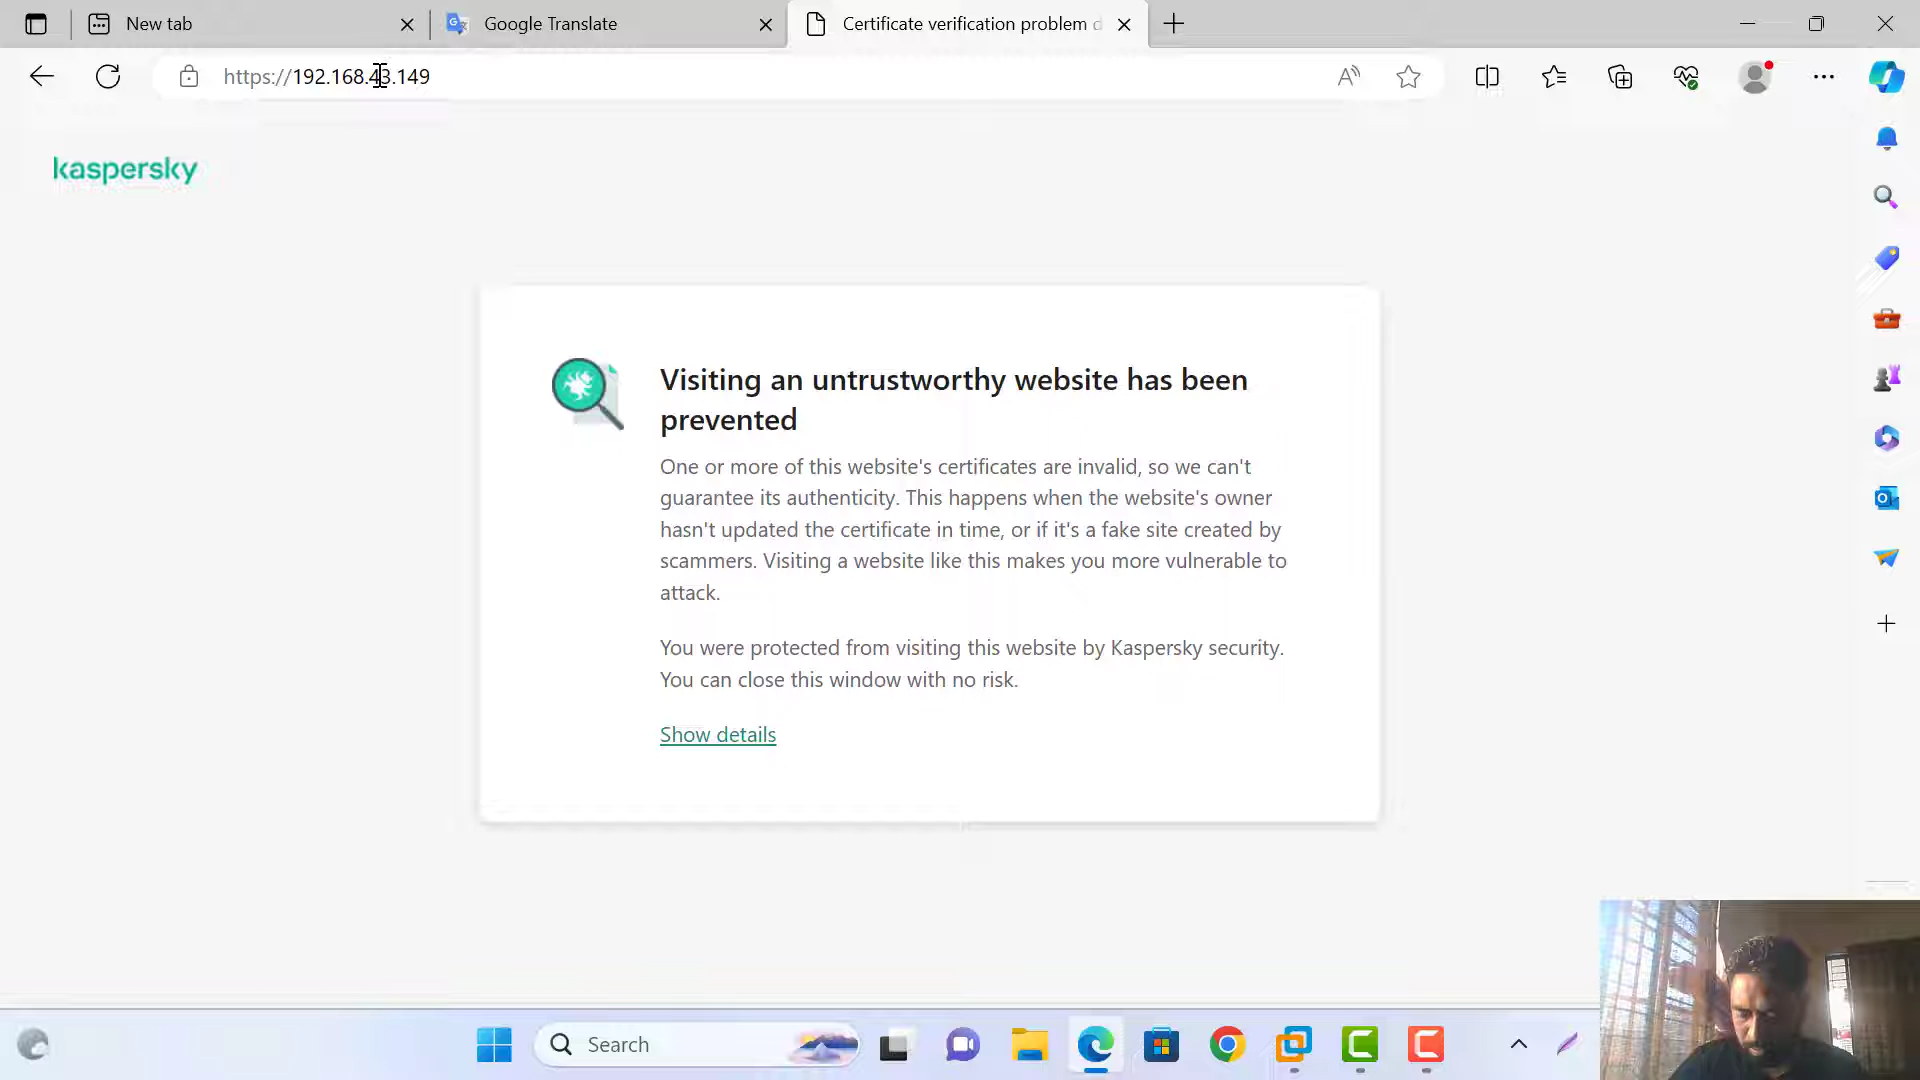 New tab
Google Translate
Certificate verification problem d
https://192.168.43.149
kaspersky
Visiting an untrustworthy website has been
prevented
One or more of this website's certificates are invalid, so we can't
guarantee its authenticity. This happens when the website's owner
hasn't updated the certificate in time, or if it's a fake site created by
scammers. Visiting a website like this makes you more vulnerable to
attack.
You were protected from visiting this website by Kaspersky security.
You can close this window with no risk.
Show details
Search